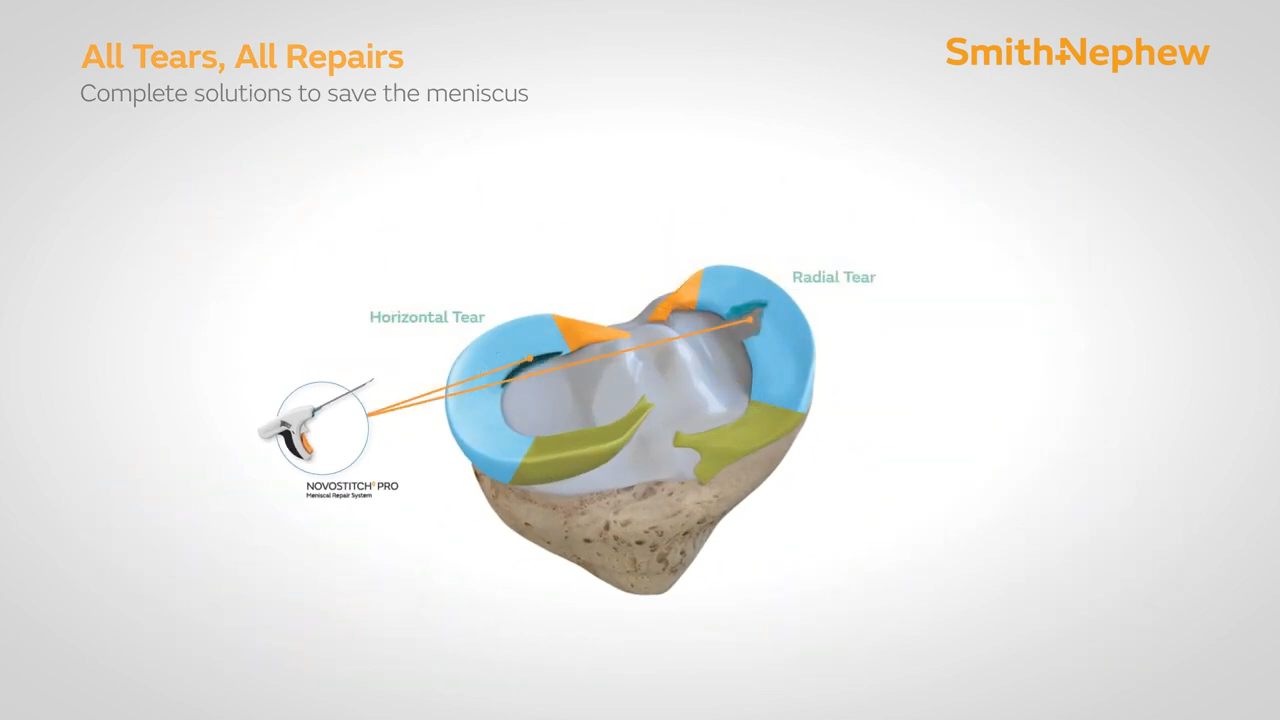 All Tears, All Repairs
Complete solutions to save the meniscus
Smith+Nephew
Radial Tear
Horizontal Tear
NOVOSTITCH◊ PRO
Meniscal Repair System